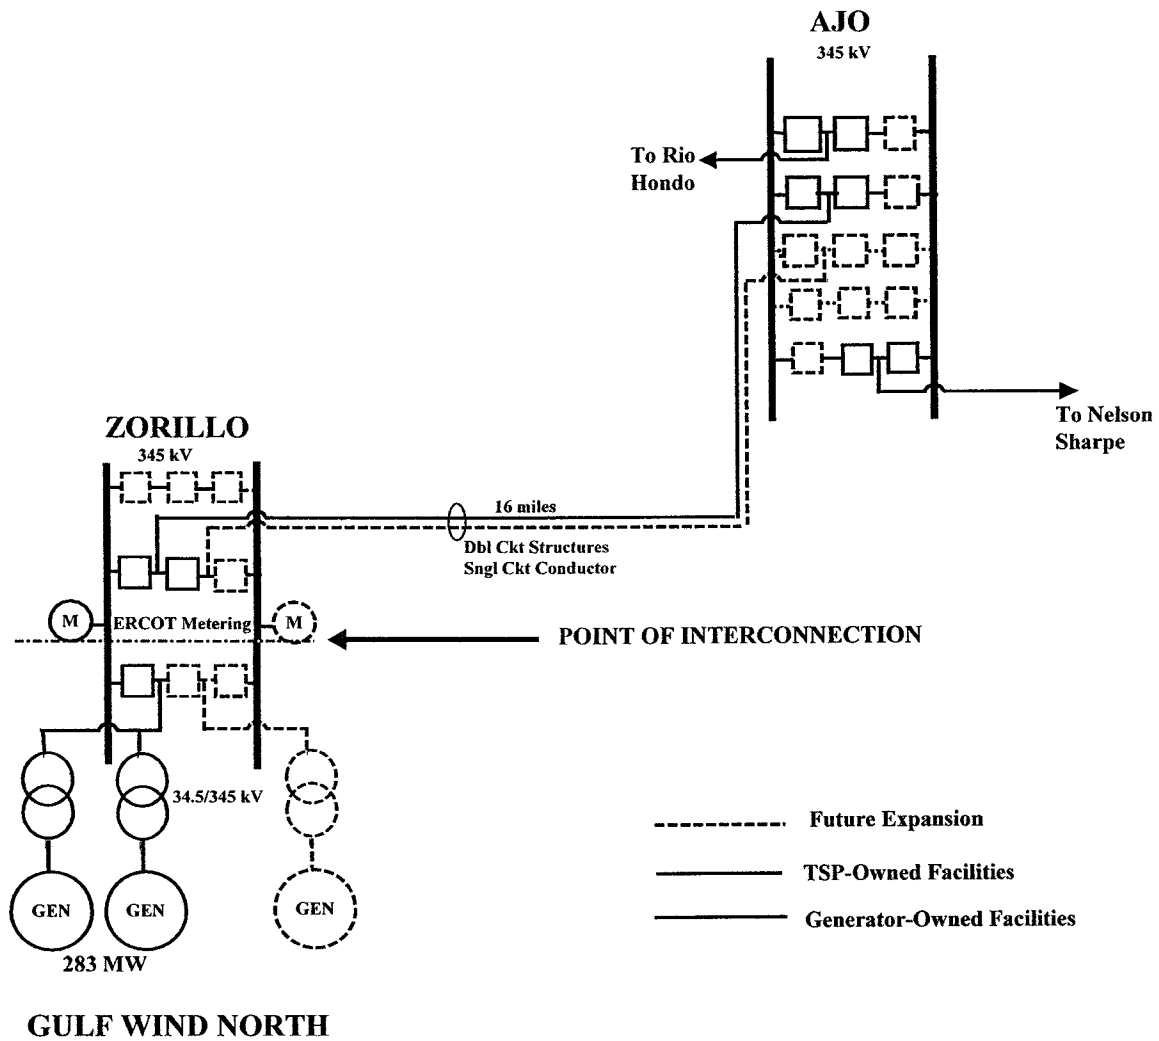 AJO
345 kV
To Rio
Hondo
To Nelson
Sharpe
ZORILLO
345 kV
16 miles
Dbl Ckt Structures
Sngl Ckt Conductor
M
ERCOT Metering
M
POINT OF INTERCONNECTION
34.5/345 kV
GEN
GEN
GEN
283 MW
Future Expansion
TSP-Owned Facilities
Generator-Owned Facilities
GULF WIND NORTH